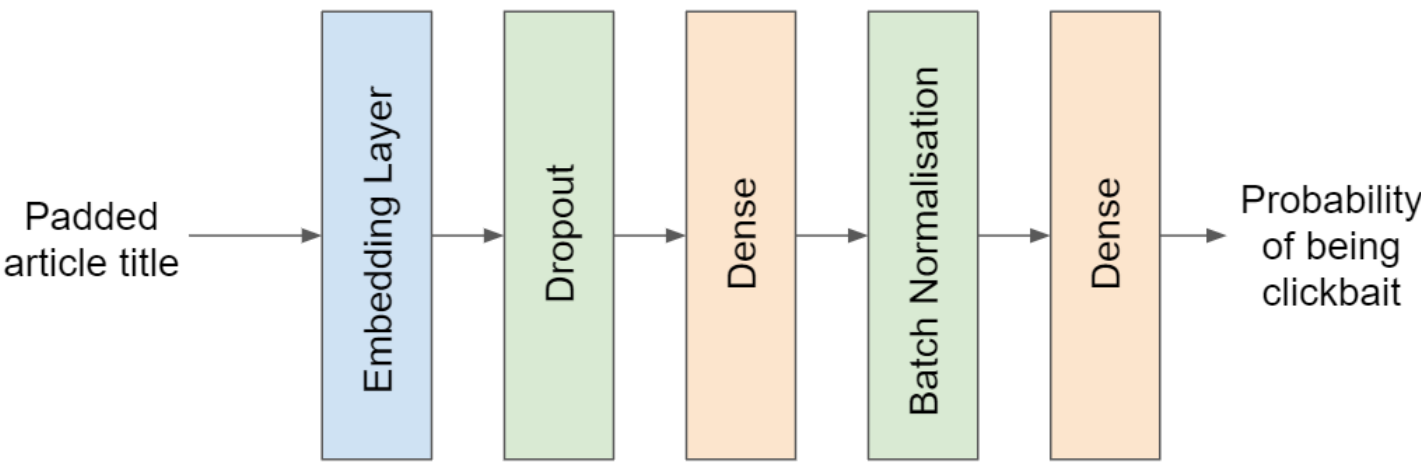 Padded
article title
Embedding Layer
Dropout
Dense
Batch Normalisation
Dense
Probability
of being
clickbait